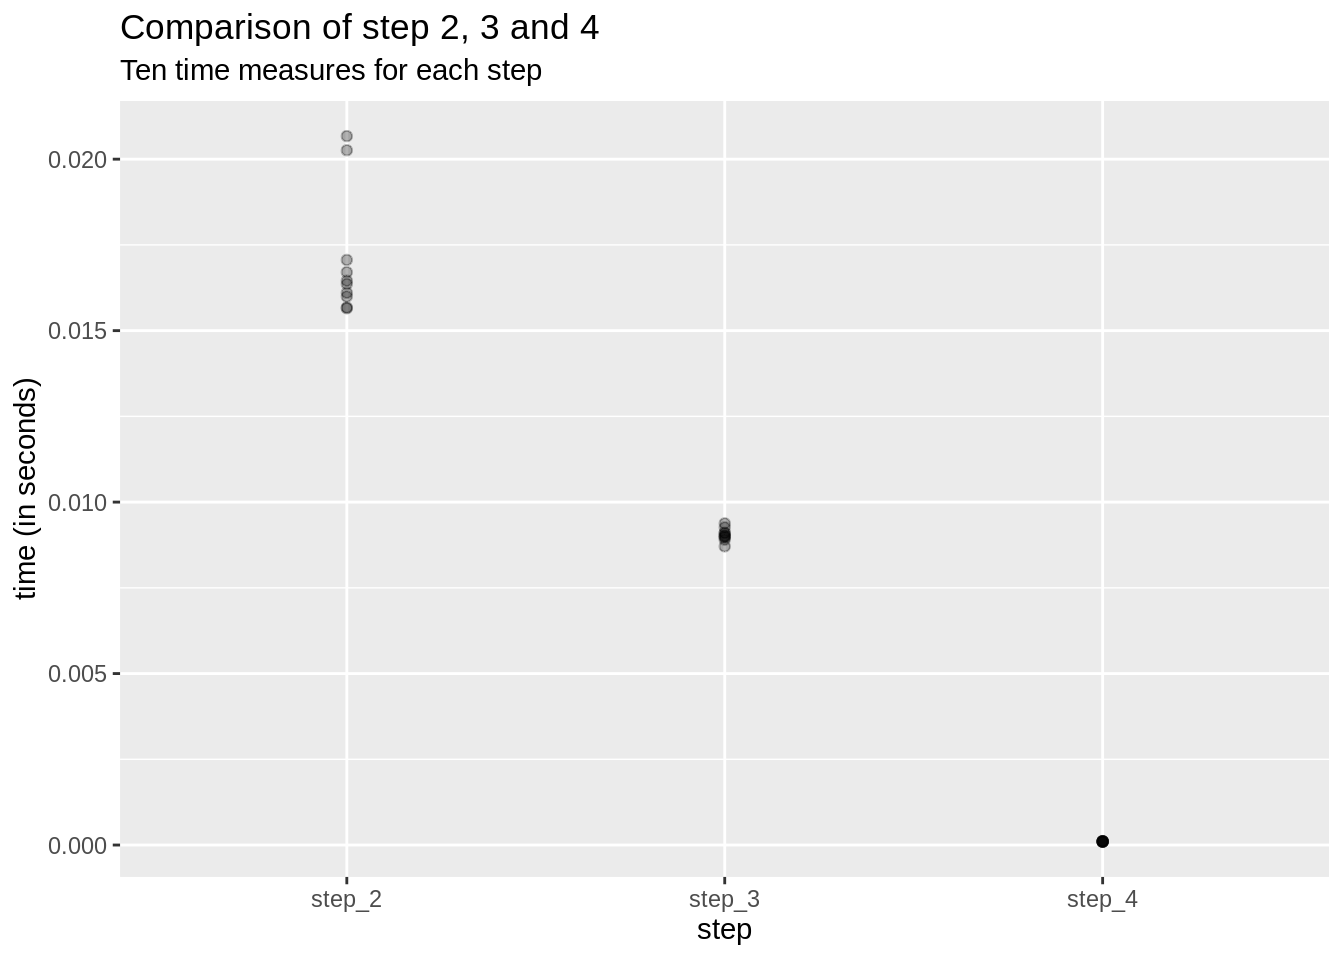 Comparison of step 2, 3 and 4
Ten time measures for each step
0.020
0.015
0.010
0.005
0.000
time (in seconds)
step_2
step_3
step_4
step